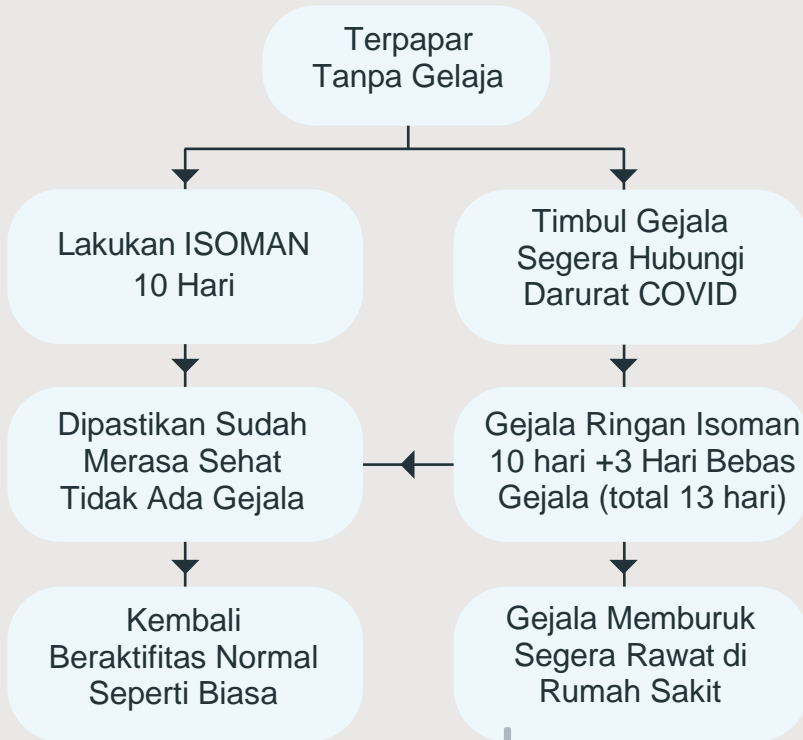 Terpapar
Tanpa Gelaja
Lakukan ISOMAN
10 Hari
Timbul Gejala
Segera Hubungi
Darurat COVID
Dipastikan Sudah
Merasa Sehat
Tidak Ada Gejala
Gejala Ringan Isoman
10 hari +3 Hari Bebas
Gejala (total 13 hari)
Kembali
Beraktifitas Normal
Seperti Biasa
Gejala Memburuk
Segera Rawat di
Rumah Sakit